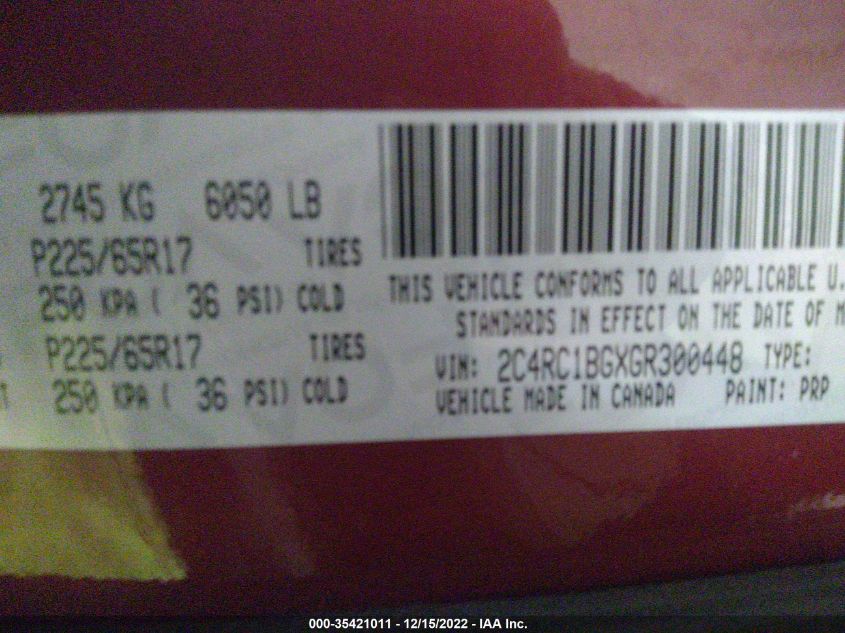 2745 KG 6050 LB
P225/65R17 TIRES
250 KPA ( 36 PSI) COLD
P225/65R17 TIRES
250 KPA ( 36 PSI) COLD
THIS VEHICLE CONFORMS TO ALL APPLICABLE U.
STANDARDS IN EFFECT ON THE DATE OF M
VIN: 2C4RC1BGXGR300448 TYPE:
VEHICLE MADE IN CANADA PAINT: PRP
000-35421011 - 12/15/2022 - IAA Inc.